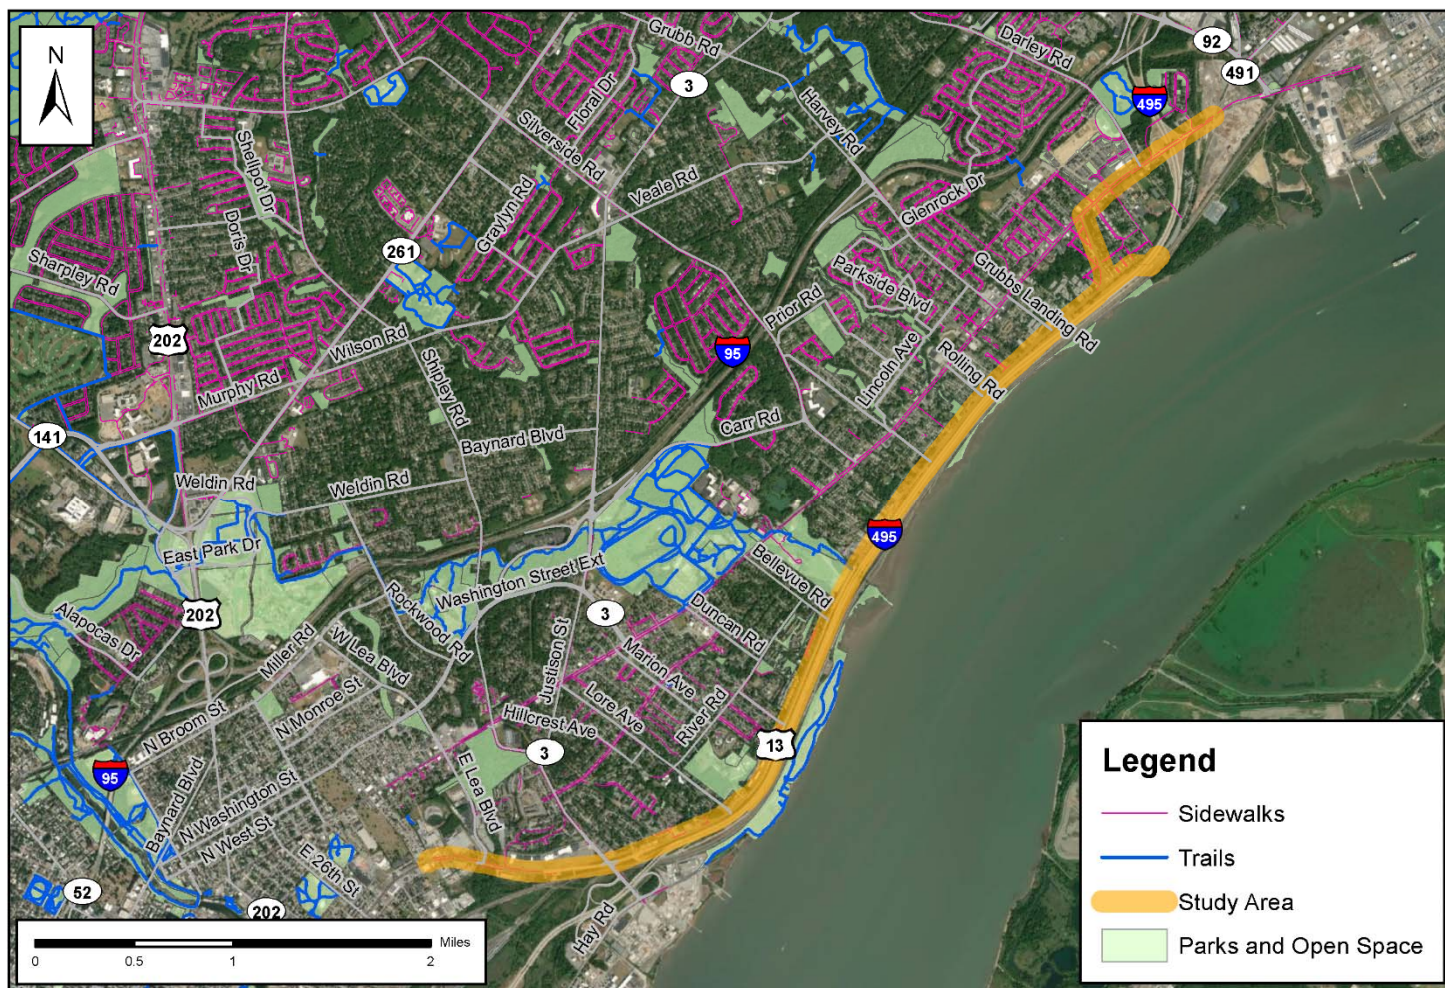 N
Grubb Rd
3
Darley Rd
92
491
495
Floral Dr
Silverside Rd
Harvey Rd
Shellpot Dr
Doris Dr
Graylyn Rd
Veale Rd
Glenrock Dr
261
Sharpley Rd
Parkside Blvd
Grubbs Landing Rd
Prior Rd
202
Wilson Rd
Murphy Rd
Shipley Rd
95
Lincoln Ave
Rolling Rd
141
Baynard Blvd
Carr Rd
Weldin Rd
Weldin Rd
East Park Dr
495
Washington Street Ext
Bellevue Rd
Rockwood Rd
202
Alapocas Dr
Miller Rd
W Lea Blvd
3
Duncan Rd
Justison St
Marion Ave
N Monroe St
N Broom St
Lore Ave
River Rd
Hillcrest Ave
3
13
95
Baynard Blvd
N Washington St
N West St
E Lea Blvd
E 26th St
52
202
Hay Rd
Legend
Sidewalks
Trails
Study Area
Parks and Open Space
Miles
0 0.5 1 2